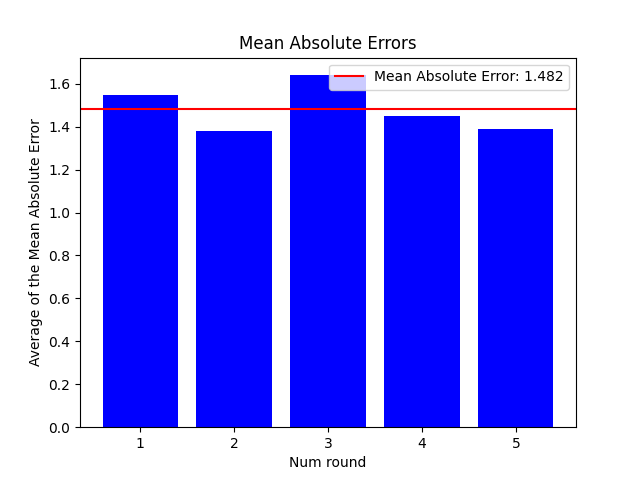 Mean Absolute Errors
Mean Absolute Error: 1.482
Average of the Mean Absolute Error
1.6
1.4
1.2
1.0
0.8
0.6
0.4
0.2
0.0
1 2 3 4 5
Num round